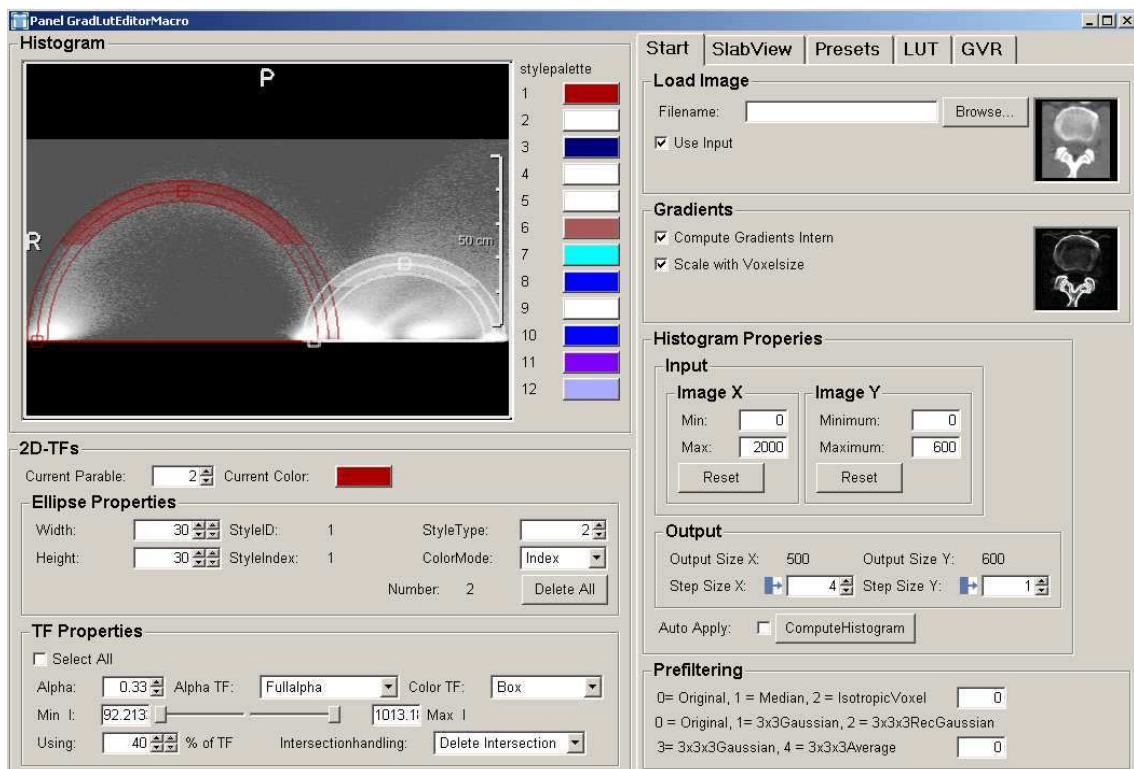 Panel GradLutEditorMacro
Histogram
P
R
50 cm
stylepalette
1
2
3
4
5
6
7
8
9
10
11
12
2D-TFs
Current Parable: 2 Current Color:
Ellipse Properties
Width: 30 StyleID: 1 StyleType: 2
Height: 30 StyleIndex: 1 ColorMode: Index
Number: 2 Delete All
TF Properties
Select All
Alpha: 0.33 Alpha TF: Fullalpha Color TF: Box
Min I: 92.213 1013.1 Max I
Using: 40 % of TF Intersectionhandling: Delete Intersection
Start SlabView Presets LUT GVR
Load Image
Filename: Browse...
Use Input
Gradients
Compute Gradients Intern
Scale with Voxelsize
Histogram Properies
Input
Image X Image Y
Min: 0 Minimum: 0
Max: 2000 Maximum: 600
Reset Reset
Output
Output Size X: 500 Output Size Y: 600
Step Size X: 4 Step Size Y: 1
Auto Apply: ComputeHistogram
Prefiltering
0= Original, 1 = Median, 2 = IsotropicVoxel 0
0 = Original, 1= 3x3Gaussian, 2 = 3x3x3RecGaussian
3= 3x3x3Gaussian, 4 = 3x3x3Average 0